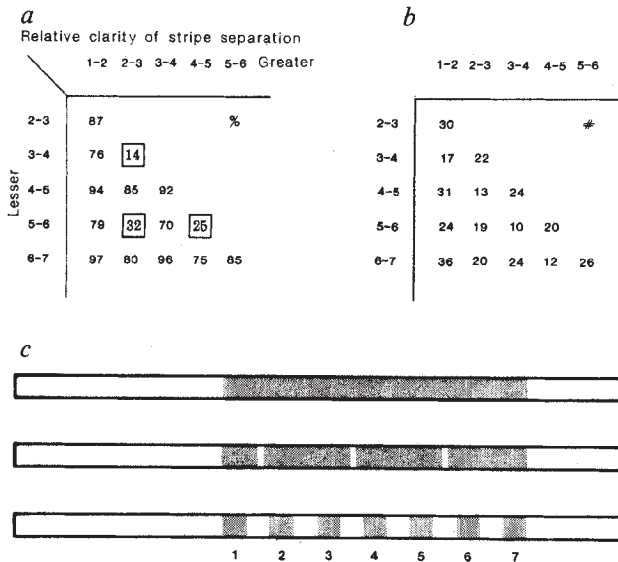 a
Relative clarity of stripe separation
1-2 2-3 3-4 4-5 5-6 Greater
Lesser
2-3 87 %
3-4 76 14
4-5 94 85 92
5-6 79 32 70 25
6-7 97 80 96 75 85
b
1-2 2-3 3-4 4-5 5-6
2-3 30 #
3-4 17 22
4-5 31 13 24
5-6 24 19 10 20
6-7 36 20 24 12 26
c
1 2 3 4 5 6 7